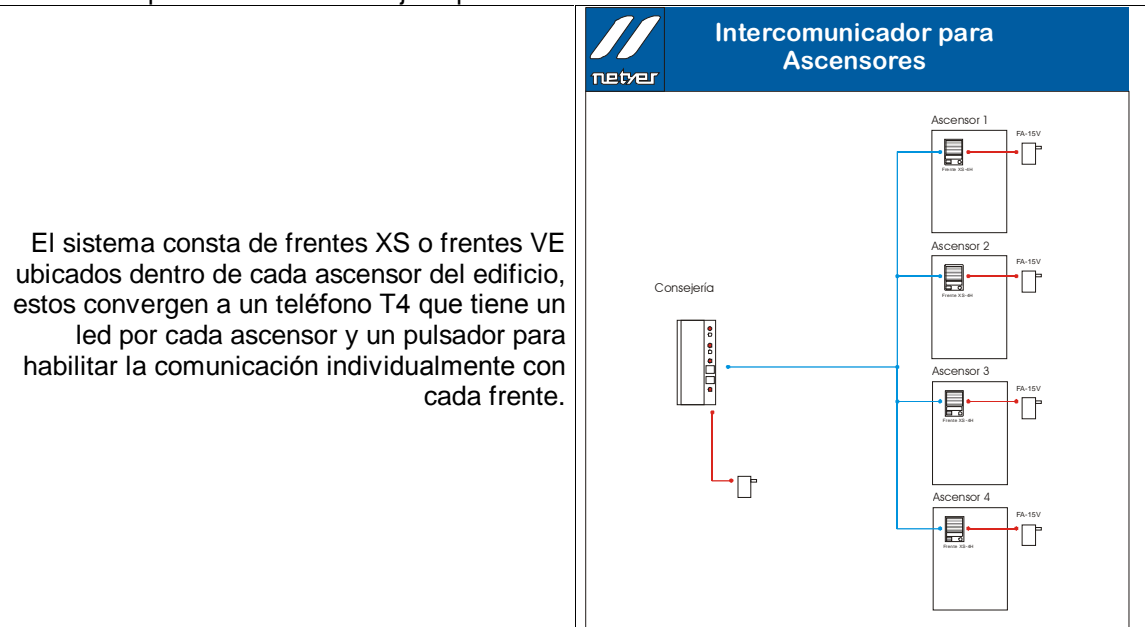 El sistema consta de frentes XS o frentes VE
ubicados dentro de cada ascensor del edificio,
estos convergen a un teléfono T4 que tiene un
led por cada ascensor y un pulsador para
habilitar la comunicación individualmente con
cada frente.
netyer
Intercomunicador para
Ascensores
Ascensor 1
FA-15V
Frente XS-4H
Ascensor 2
FA-15V
Frente XS-4H
Consejería
Ascensor 3
FA-15V
Frente XS-4H
Ascensor 4
FA-15V
Frente XS-4H